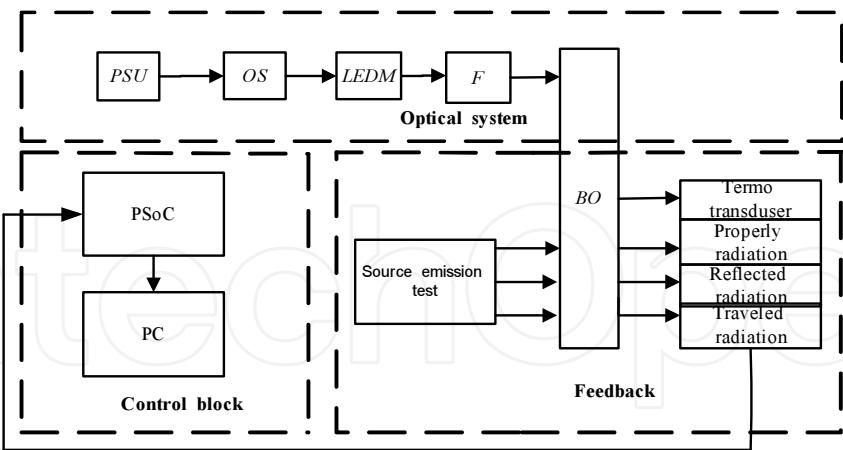 PSU
OS
LEDM
F
Optical system
PSoC
PC
Control block
BO
Source emission
test
Termo
transduser
Properly
radiation
Reflected
radiation
Traveled
radiation
Feedback
techOpe